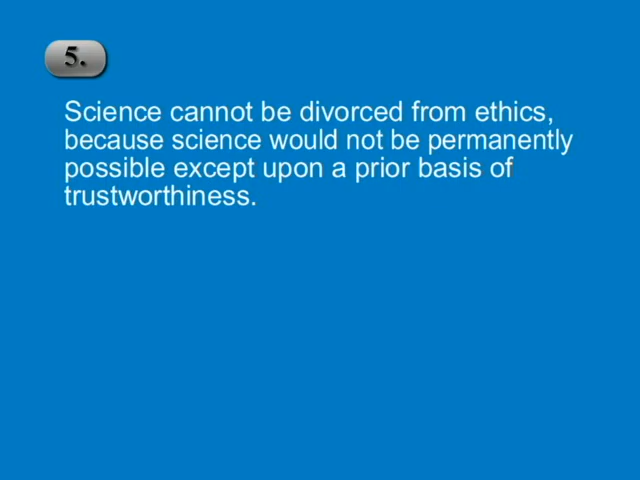 5.
Science cannot be divorced from ethics,
because science would not be permanently
possible except upon a prior basis of
trustworthiness.